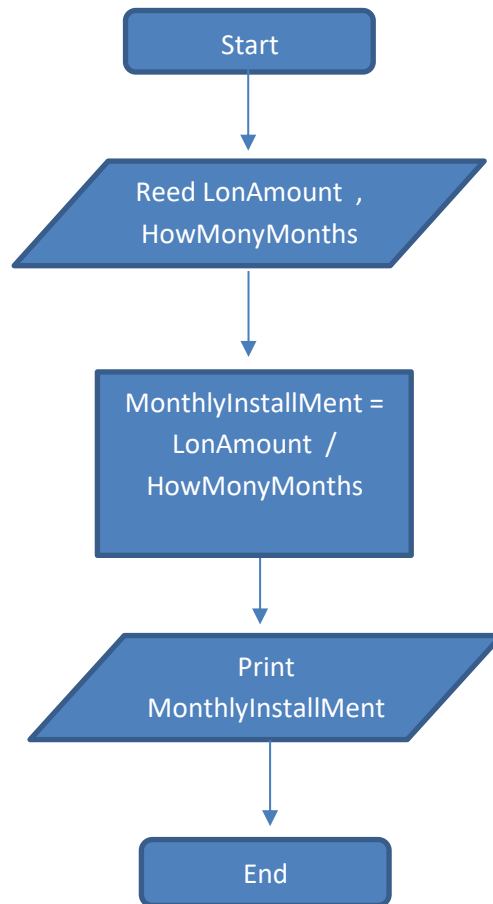 Start
Reed LonAmount ,
HowMonyMonths
MonthlyInstallMent =
LonAmount /
HowMonyMonths
Print
MonthlyInstallMent
End